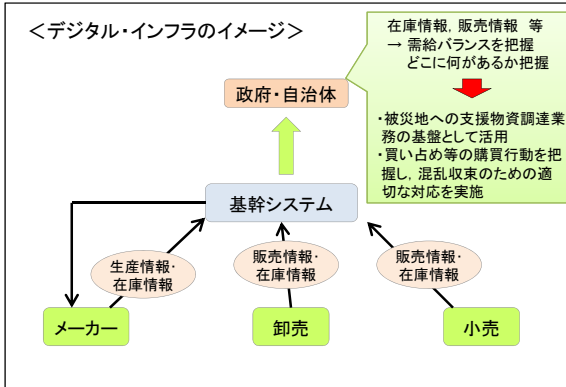 ＜デジタル・インフラのイメージ＞
在庫情報，販売情報　等
→ 需給バランスを把握
どこに何があるか把握
・被災地への支援物資調達業
務の基盤として活用
・買い占め等の購買行動を把
握し，混乱収束のための適
切な対応を実施
政府・自治体
基幹システム
生産情報・
在庫情報
販売情報・
在庫情報
販売情報・
在庫情報
メーカー
卸売
小売